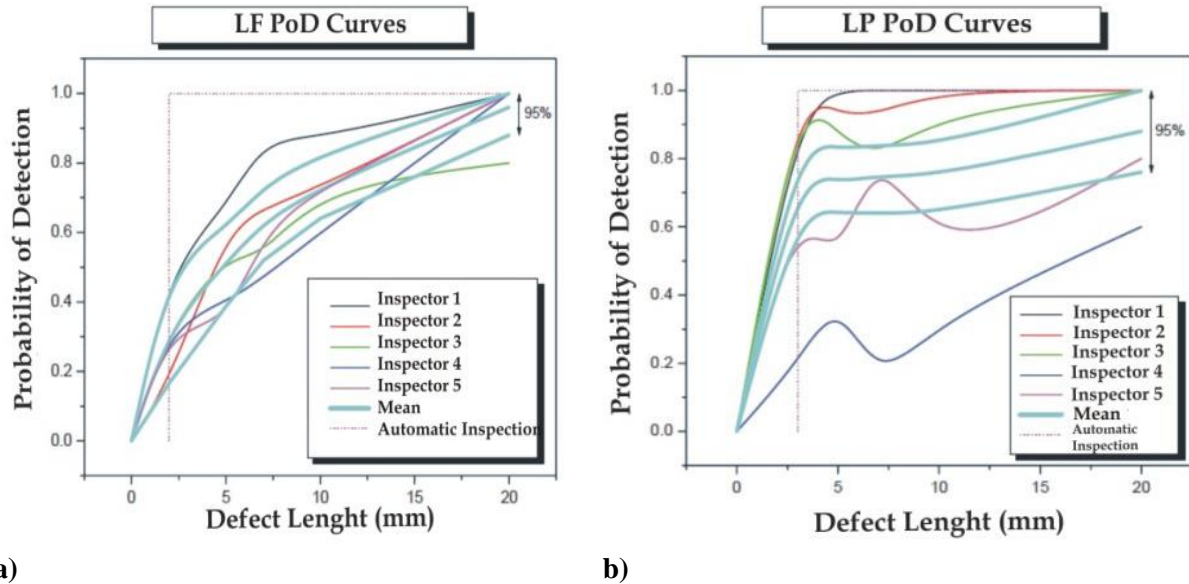 LF PoD Curves
1.0
0.8
0.6
0.4
0.2
0.0
Probability of Detection
95%
Inspector 1
Inspector 2
Inspector 3
Inspector 4
Inspector 5
Mean
Automatic Inspection
0
5
10
15
20
Defect Lenght (mm)
a)
LP PoD Curves
1.0
0.8
0.6
0.4
0.2
0.0
Probability of Detection
95%
Inspector 1
Inspector 2
Inspector 3
Inspector 4
Inspector 5
Mean
Automatic
Inspection
0
5
10
15
20
Defect Lenght (mm)
b)